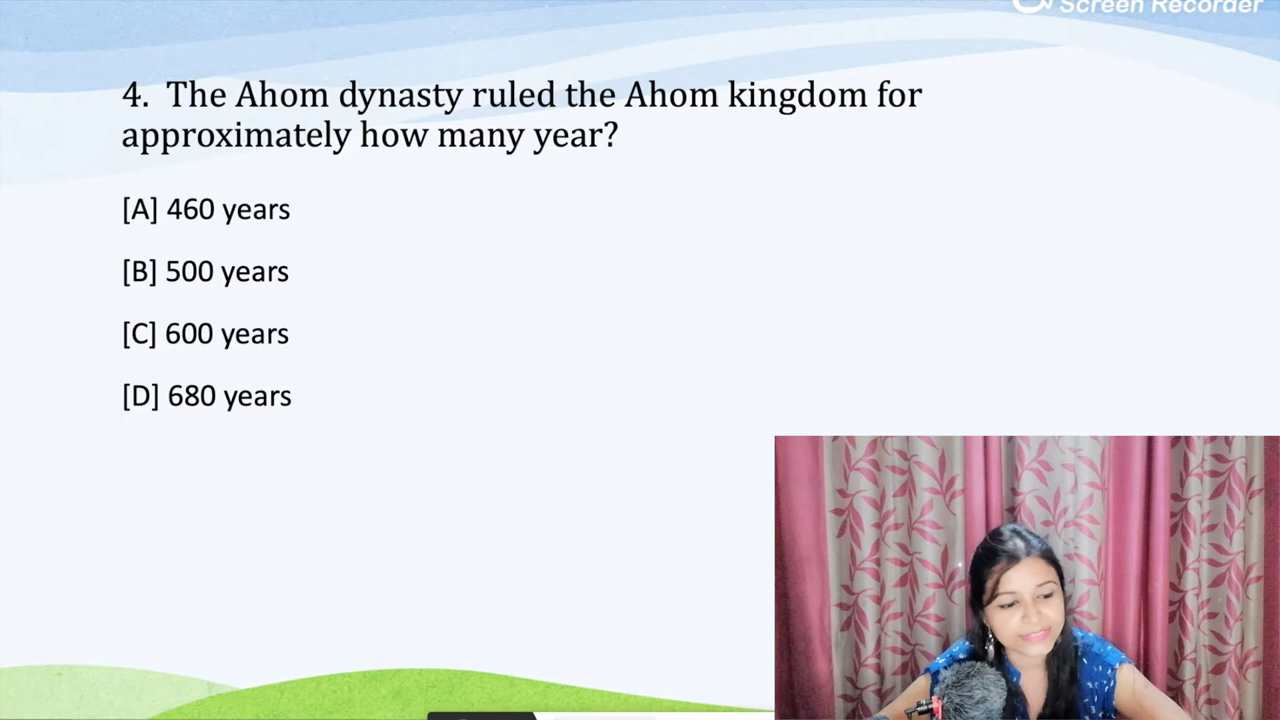 Screen Recorder
4. The Ahom dynasty ruled the Ahom kingdom for
approximately how many year?
[A] 460 years
[B] 500 years
[C] 600 years
[D] 680 years